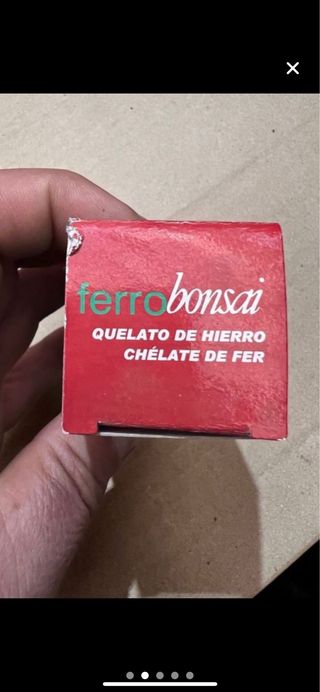 ferrobonsai
QUELATO DE HIERRO
CHÉLATE DE FER